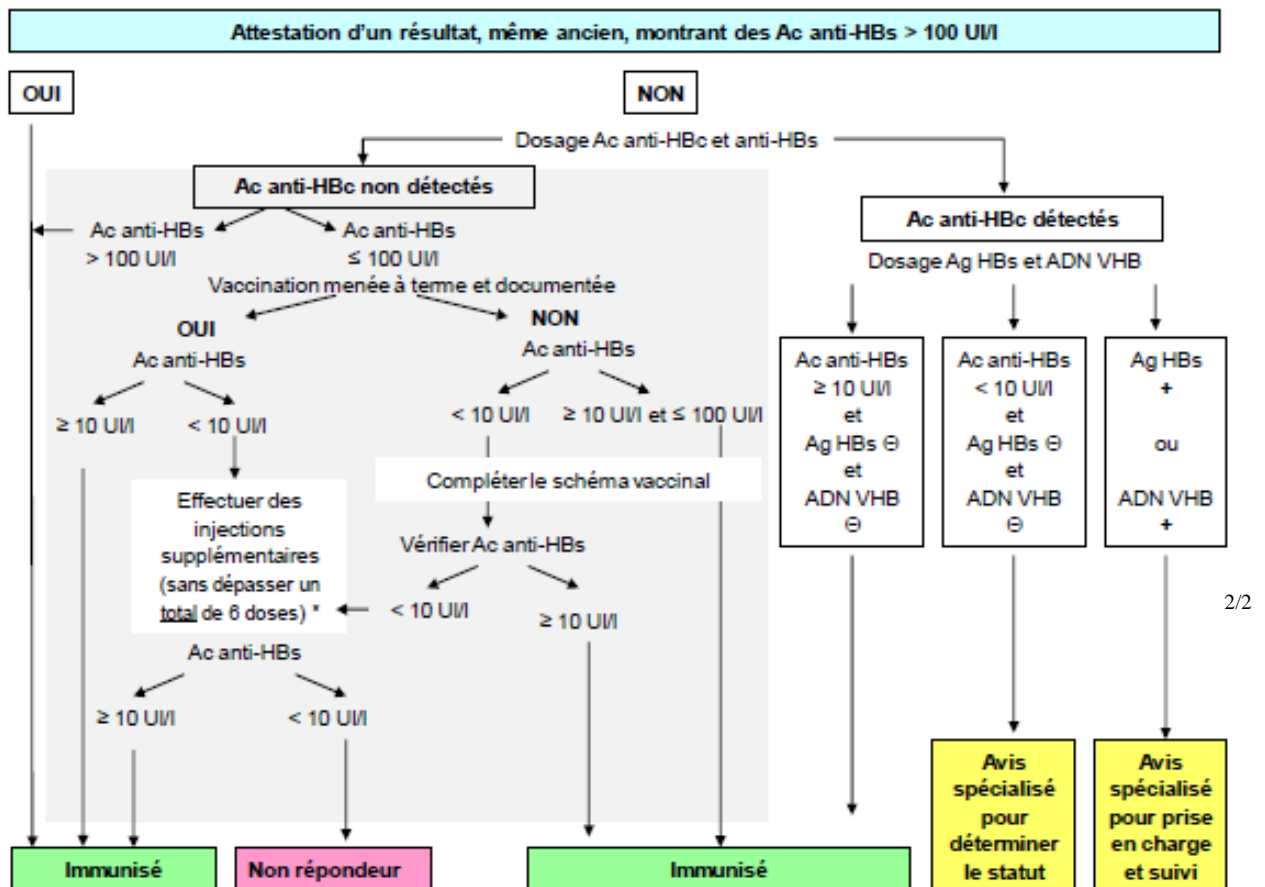 Attestation d'un résultat, même ancien, montrant des Ac anti-HBs > 100 UI/l
OUI
NON
Dosage Ac anti-HBc et anti-HBs
Ac anti-HBc non détectés
Ac anti-HBs
> 100 UI/l
Ac anti-HBs
≤ 100 UI/l
Vaccination menée à terme et documentée
OUI
Ac anti-HBs
≥ 10 UI/l
< 10 UI/l
NON
Ac anti-HBs
< 10 UI/l
≥ 10 UI/l et ≤ 100 UI/l
Effectuer des
injections
supplémentaires
(sans dépasser un
total de 6 doses) *
Compléter le schéma vaccinal
Vérifier Ac anti-HBs
< 10 UI/l
≥ 10 UI/l
Ac anti-HBs
≥ 10 UI/l
< 10 UI/l
Ac anti-HBc détectés
Dosage Ag HBs et ADN VHB
Ac anti-HBs
≥ 10 UI/l
et
Ag HBs ⊖
et
ADN VHB
⊖
Ac anti-HBs
< 10 UI/l
et
Ag HBs ⊖
et
ADN VHB
⊖
Ag HBs
+
ou
ADN VHB
+
2/2
Immunisé
Non répondeur
Immunisé
Avis
spécialisé
pour
déterminer
le statut
Avis
spécialisé
pour prise
en charge
et suivi